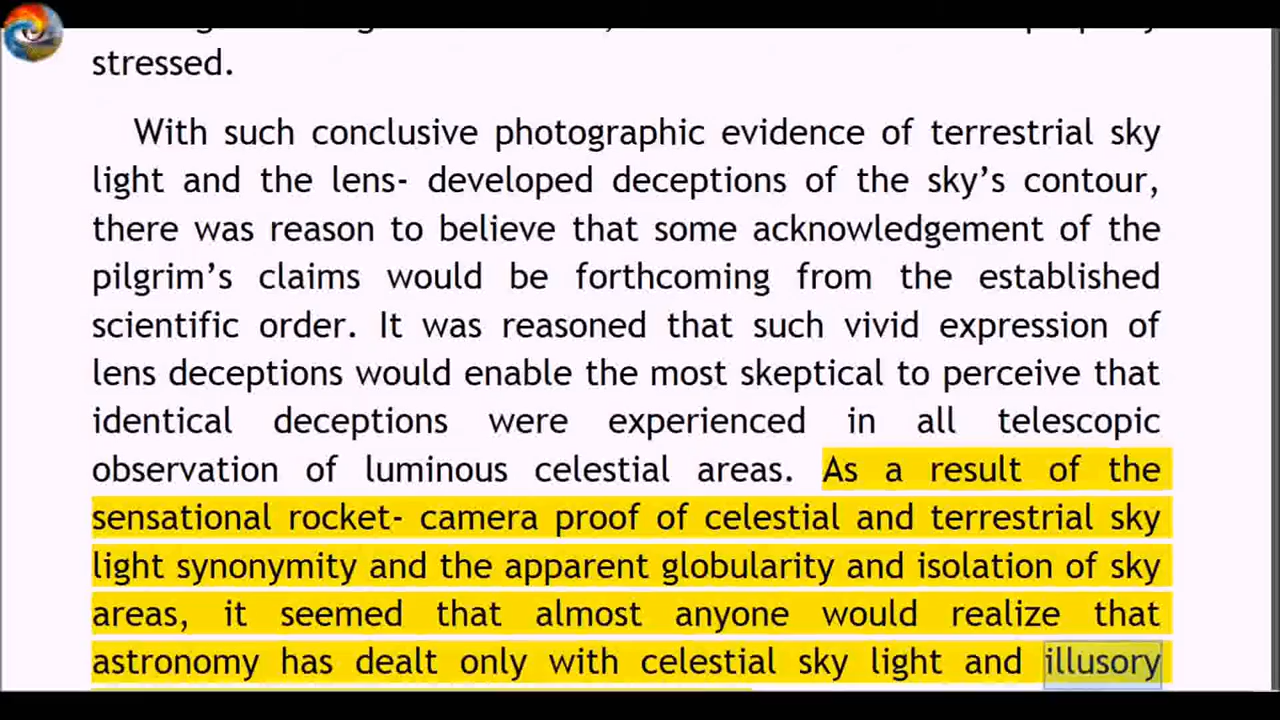 stressed.
With such conclusive photographic evidence of terrestrial sky
light and the lens- developed deceptions of the sky’s contour,
there was reason to believe that some acknowledgement of the
pilgrim’s claims would be forthcoming from the established
scientific order. It was reasoned that such vivid expression of
lens deceptions would enable the most skeptical to perceive that
identical deceptions were experienced in all telescopic
observation of luminous celestial areas. As a result of the
sensational rocket- camera proof of celestial and terrestrial sky
light synonymity and the apparent globularity and isolation of sky
areas, it seemed that almost anyone would realize that
astronomy has dealt only with celestial sky light and illusory